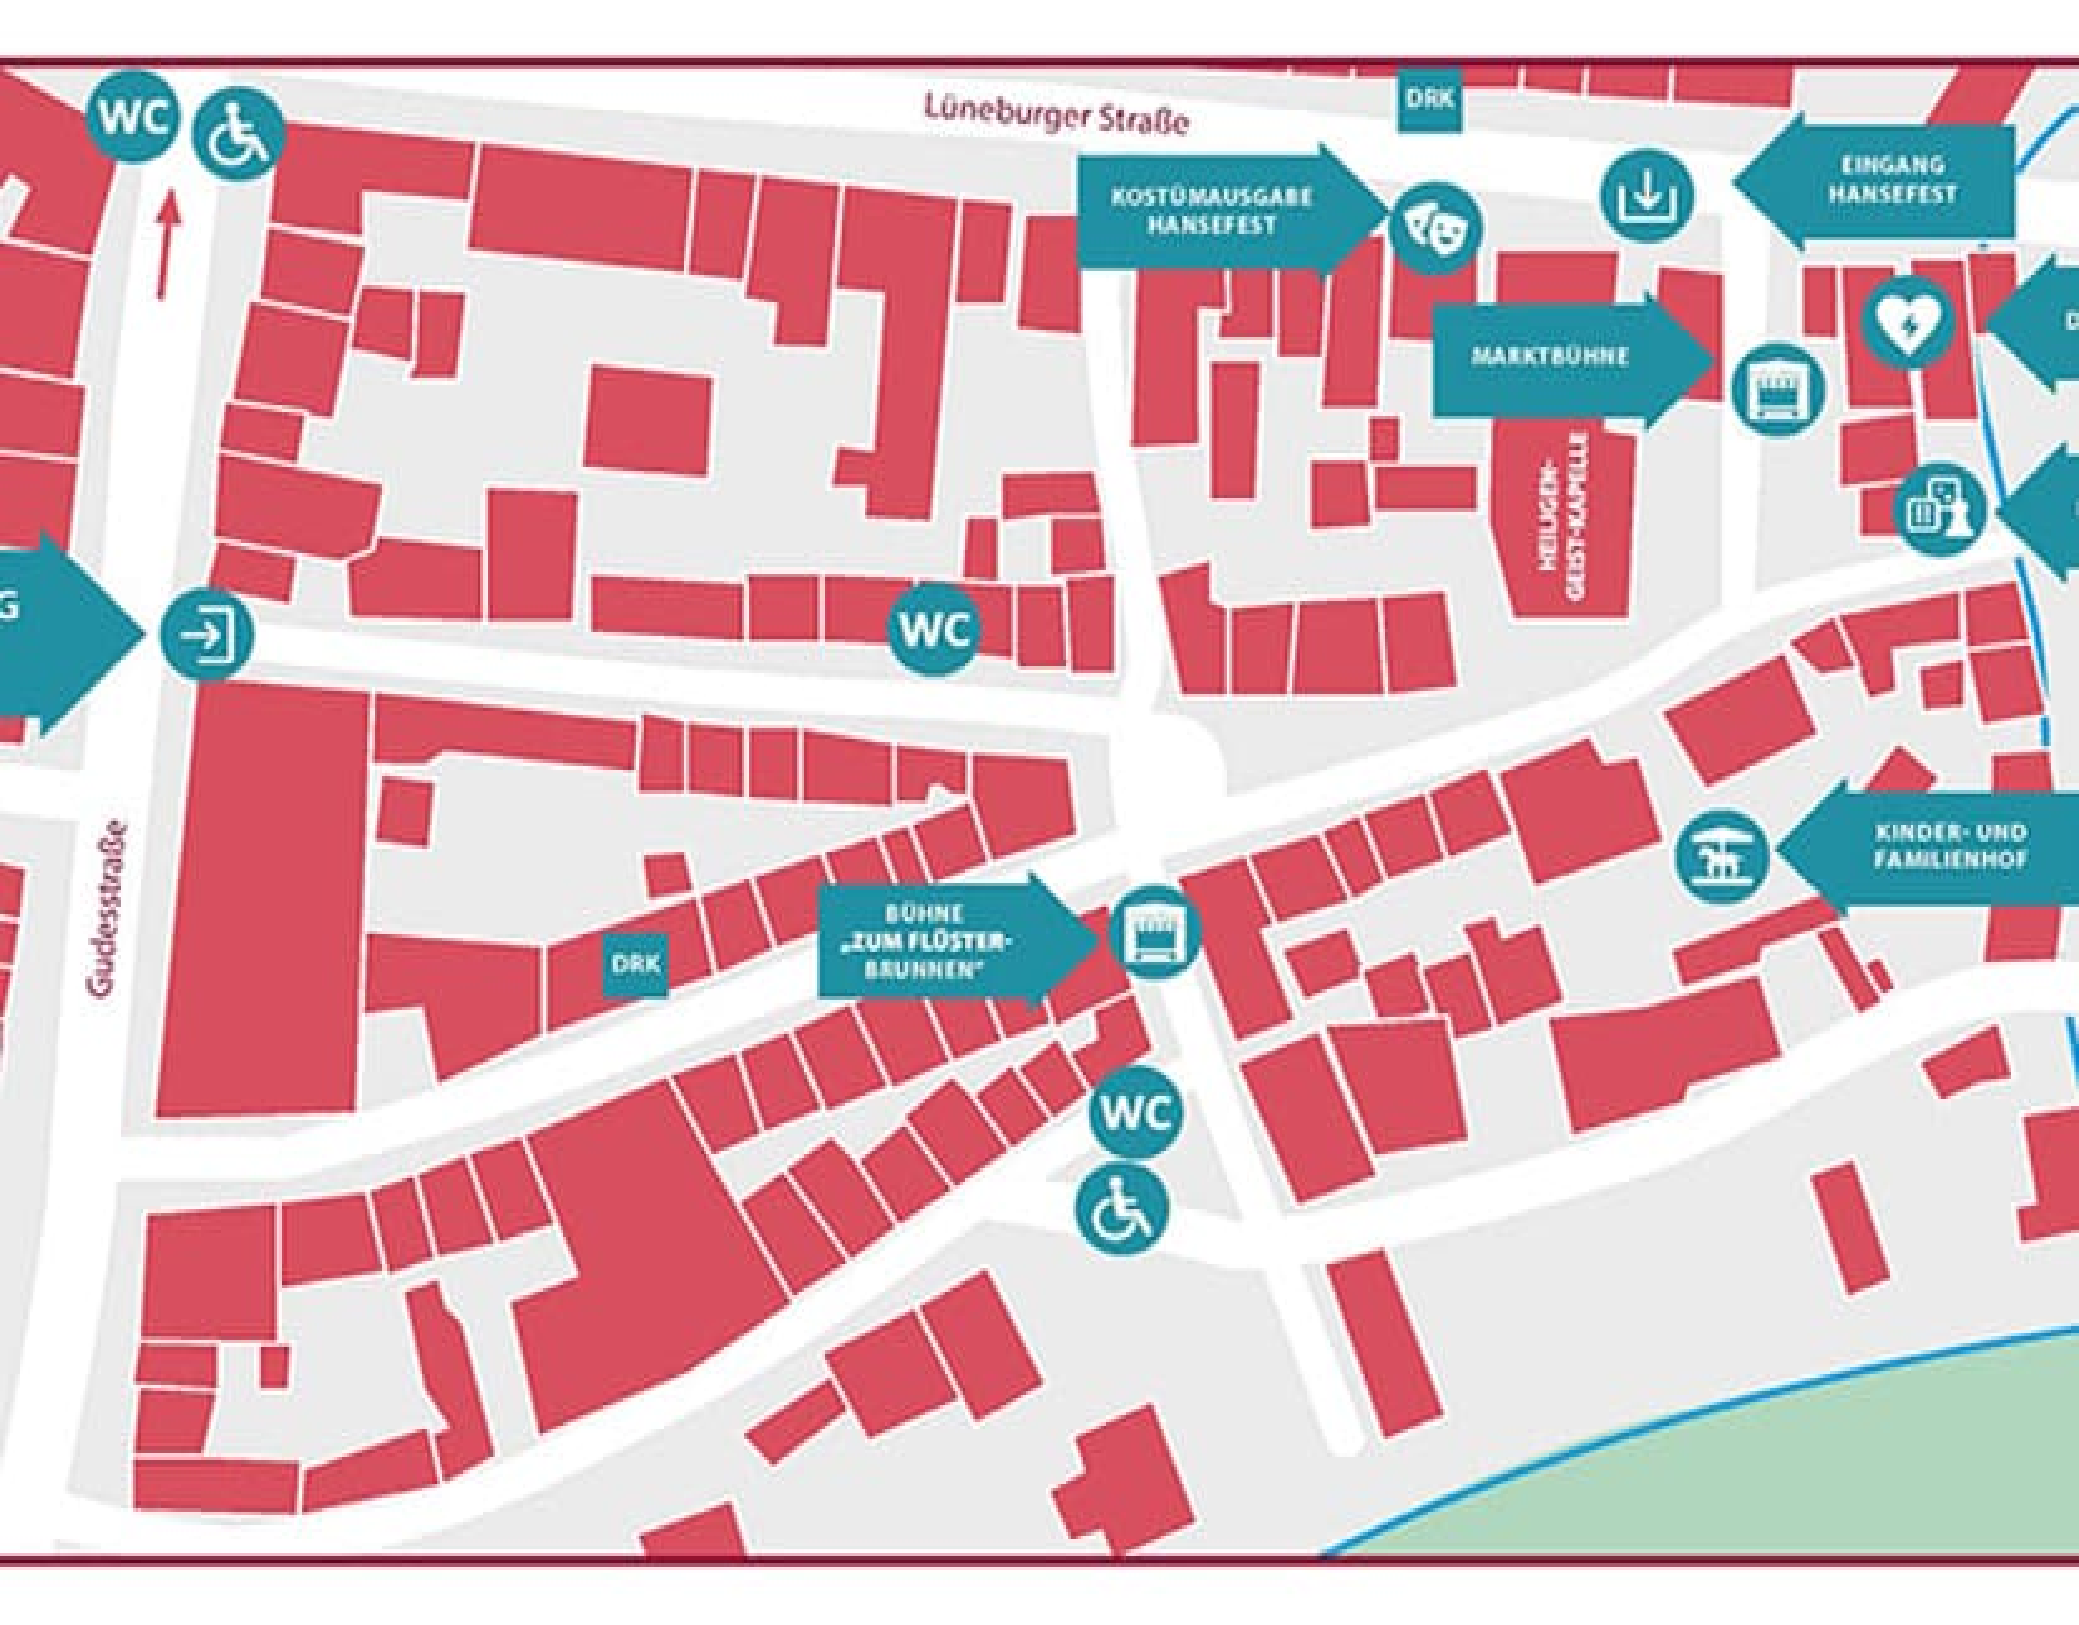 WC
Lüneburger Straße
DRK
EINGANG
HANSEFEST
KOSTÜMAUSGABE
HANSEFEST
MARKTBÜHNE
D
HEILIGEN-
GEIST-KAPELLE
G
WC
KINDER- UND
FAMILIENHOF
Gudesstraße
BÜHNE
„ZUM FLÜSTER-
BRUNNEN“
DRK
WC